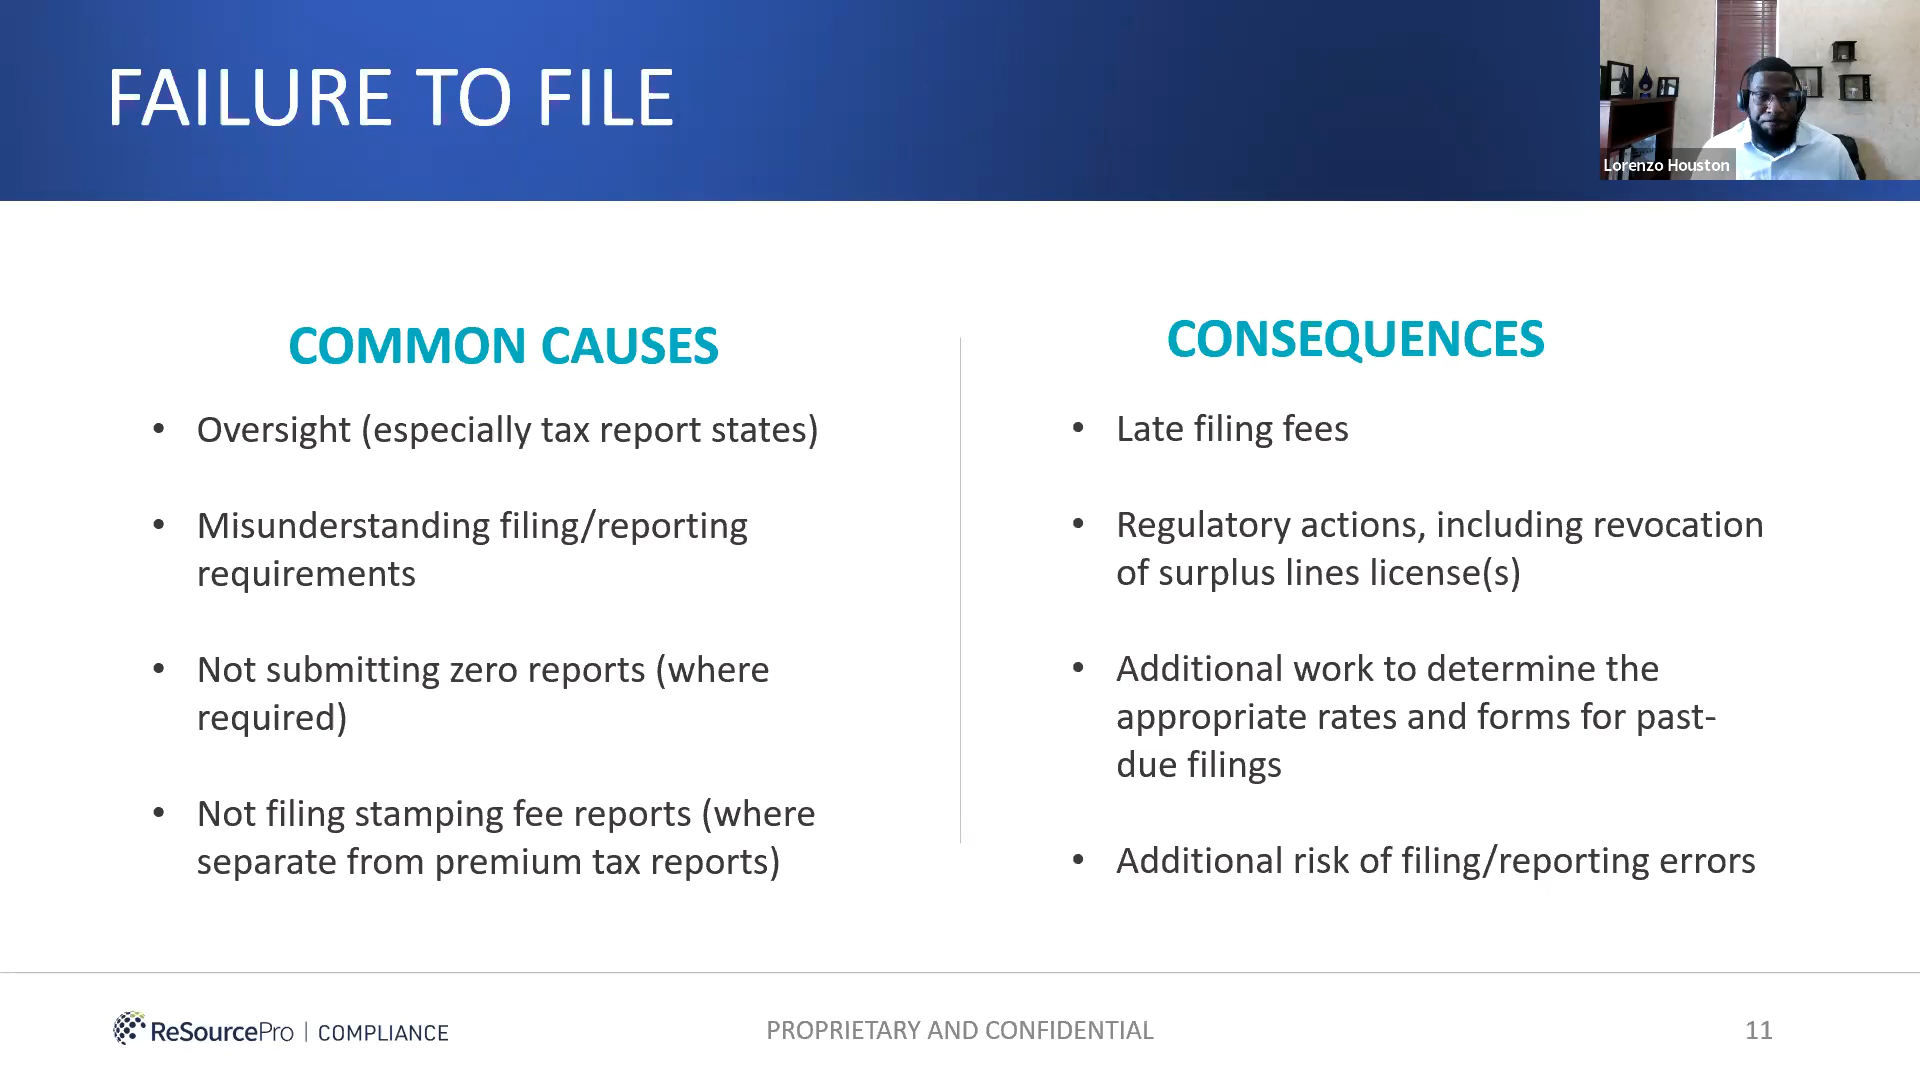 FAILURE TO FILE
Lorenzo Houston
COMMON CAUSES
• Oversight (especially tax report states)
• Misunderstanding filing/reporting
requirements
• Not submitting zero reports (where
required)
• Not filing stamping fee reports (where
separate from premium tax reports)
CONSEQUENCES
• Late filing fees
• Regulatory actions, including revocation
of surplus lines license(s)
• Additional work to determine the
appropriate rates and forms for past-
due filings
• Additional risk of filing/reporting errors
ReSourcePro | COMPLIANCE
PROPRIETARY AND CONFIDENTIAL
11